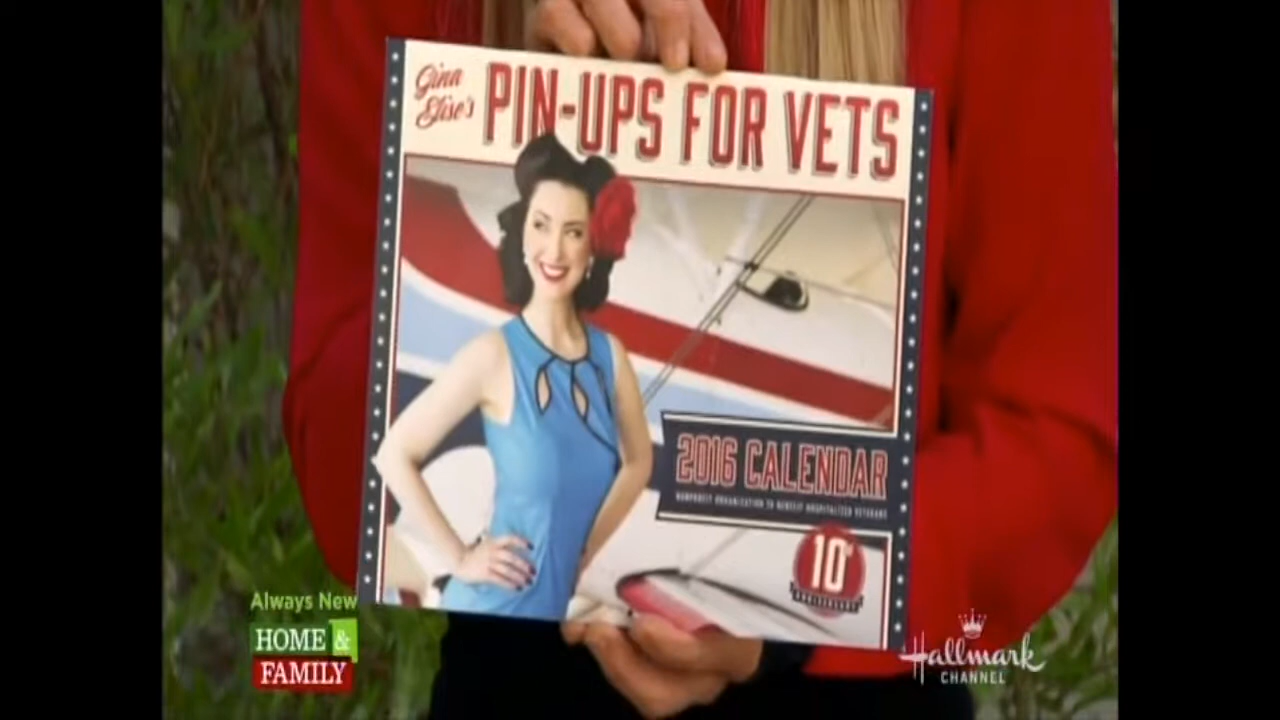 Gina
Elise's
PIN-UPS FOR VETS
2016 CALENDAR
NONPROFIT ORGANIZATION TO BENEFIT HOSPITALIZED VETERANS
10th
ANNIVERSARY
Always New
HOME &
FAMILY
Hallmark
CHANNEL